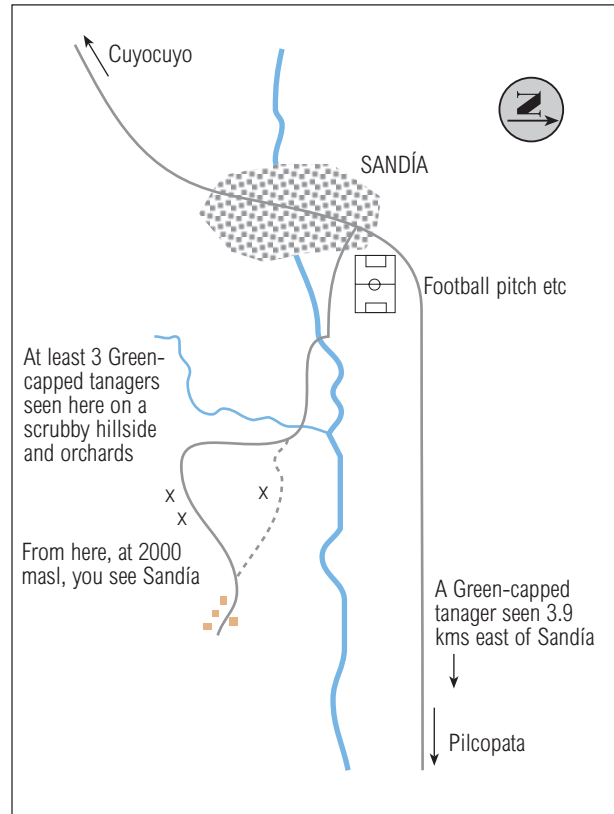 Cuyocuyo
N
SANDÍA
Football pitch etc
At least 3 Green-
capped tanagers
seen here on a
scrubby hillside
and orchards
X
X
X
From here, at 2000
masl, you see Sandía
A Green-capped
tanager seen 3.9
kms east of Sandía
Pilcopata